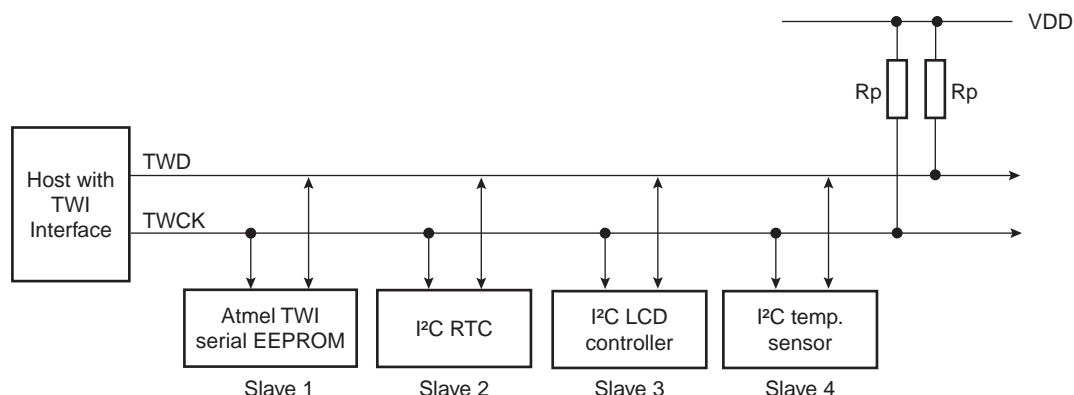 VDD
Rp
Rp
Host with
TWI
Interface
TWD
TWCK
Atmel TWI
serial EEPROM
I²C RTC
I²C LCD
controller
I²C temp.
sensor
Slave 1
Slave 2
Slave 3
Slave 4